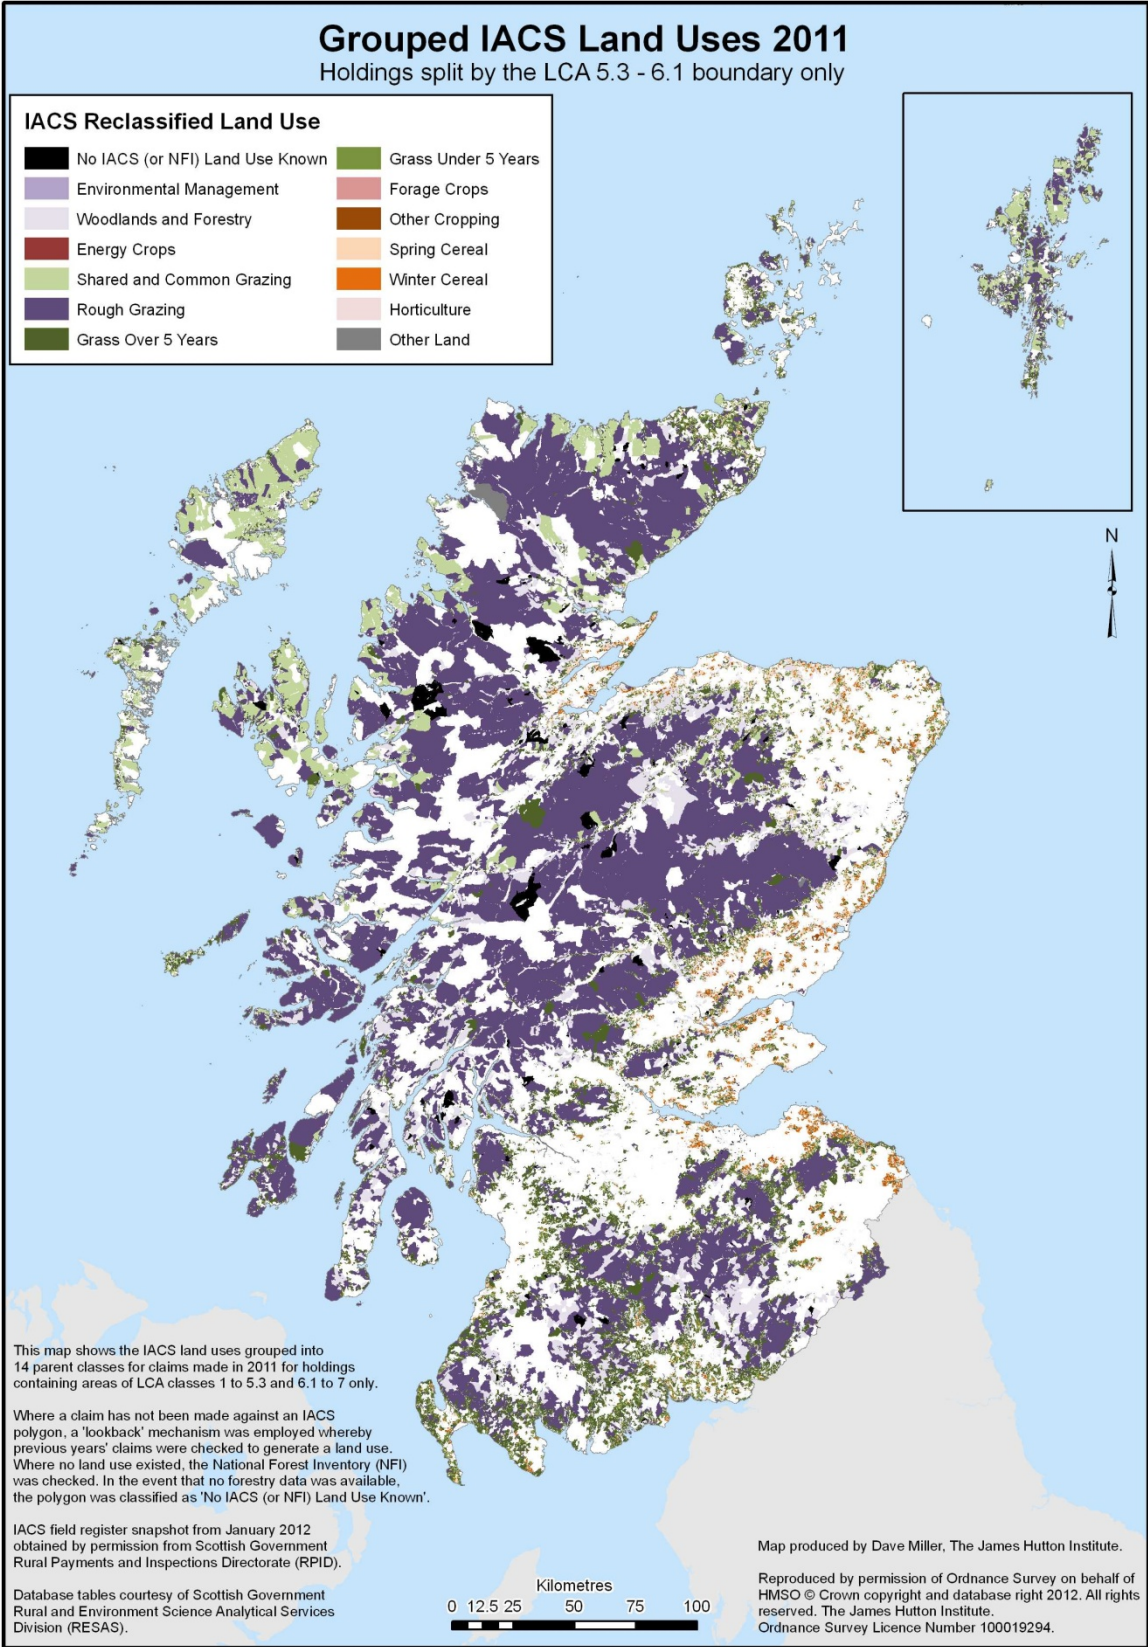 Grouped IACS Land Uses 2011
Holdings split by the LCA 5.3 - 6.1 boundary only
IACS Reclassified Land Use
No IACS (or NFI) Land Use Known
Environmental Management
Woodlands and Forestry
Energy Crops
Shared and Common Grazing
Rough Grazing
Grass Over 5 Years
Grass Under 5 Years
Forage Crops
Other Cropping
Spring Cereal
Winter Cereal
Horticulture
Other Land
N
This map shows the IACS land uses grouped into
14 parent classes for claims made in 2011 for holdings
containing areas of LCA classes 1 to 5.3 and 6.1 to 7 only.
Where a claim has not been made against an IACS
polygon, a 'lookback' mechanism was employed whereby
previous years' claims were checked to generate a land use.
Where no land use existed, the National Forest Inventory (NFI)
was checked. In the event that no forestry data was available,
the polygon was classified as 'No IACS (or NFI) Land Use Known'.
IACS field register snapshot from January 2012
obtained by permission from Scottish Government
Rural Payments and Inspections Directorate (RPID).
Database tables courtesy of Scottish Government
Rural and Environment Science Analytical Services
Division (RESAS).
Kilometres
0 12.5 25 50 75 100
Map produced by Dave Miller, The James Hutton Institute.
Reproduced by permission of Ordnance Survey on behalf of
HMSO © Crown copyright and database right 2012. All rights
reserved. The James Hutton Institute.
Ordnance Survey Licence Number 100019294.